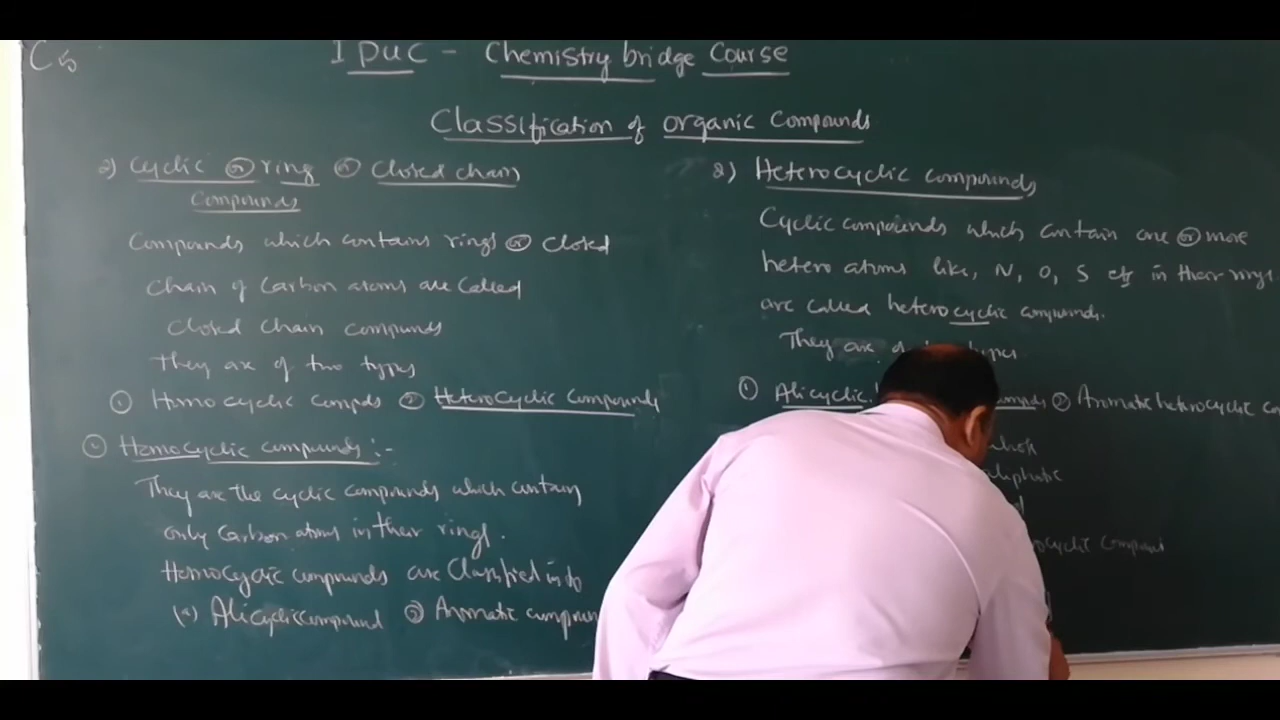 I PUC - Chemistry bridge Course
Classification of organic Compounds
2) Cyclic or ring or Closed chain
Compounds
Compounds which contains rings or closed
chain of Carbon atoms are called
closed chain compounds
They are of two types
① Homocyclic compds ② Heterocyclic Compounds
① Homocyclic compounds :-
They are the cyclic compounds which contain
only carbon atoms in their rings.
Homocyclic compounds are classified into
(a) Alicyclic compound ② Aromatic compoun
2) Heterocyclic compounds
Cyclic compounds which contain one or more
hetero atoms like, N, O, S etc in their rings
are called heterocyclic compounds.
They are types.
① Alicyclic compds ② Aromatic heterocyclic
aliphatic